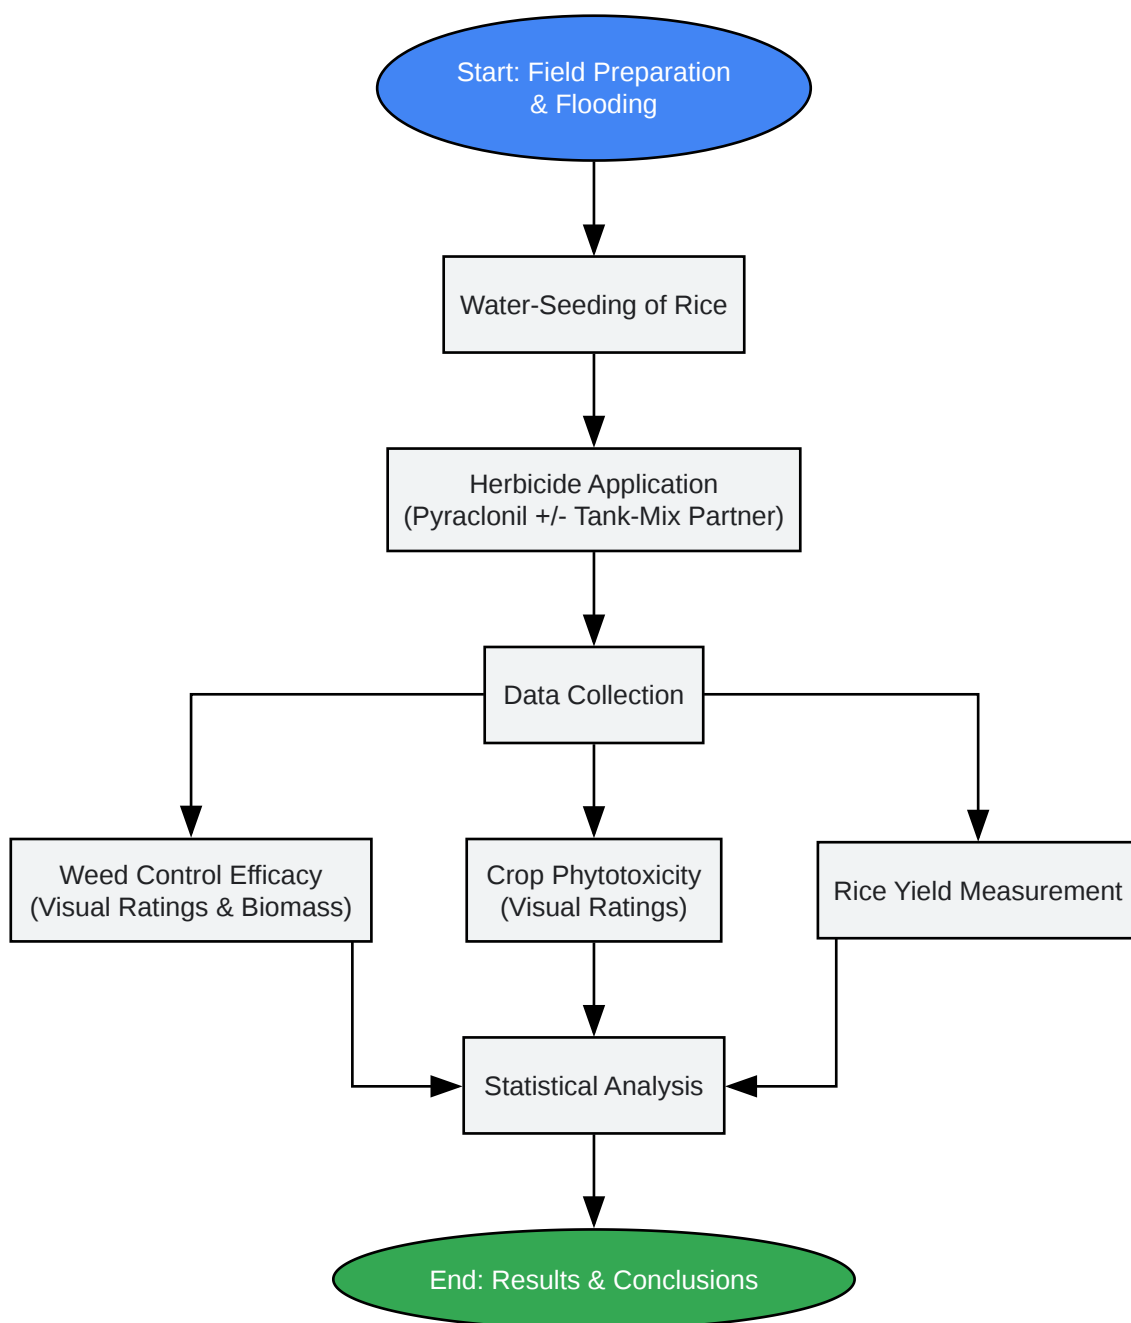 Start: Field Preparation
& Flooding
Water-Seeding of Rice
Herbicide Application
(Pyraclonil +/- Tank-Mix Partner)
Data Collection
Weed Control Efficacy
(Visual Ratings & Biomass)
Crop Phytotoxicity
(Visual Ratings)
Rice Yield Measurement
Statistical Analysis
End: Results & Conclusions